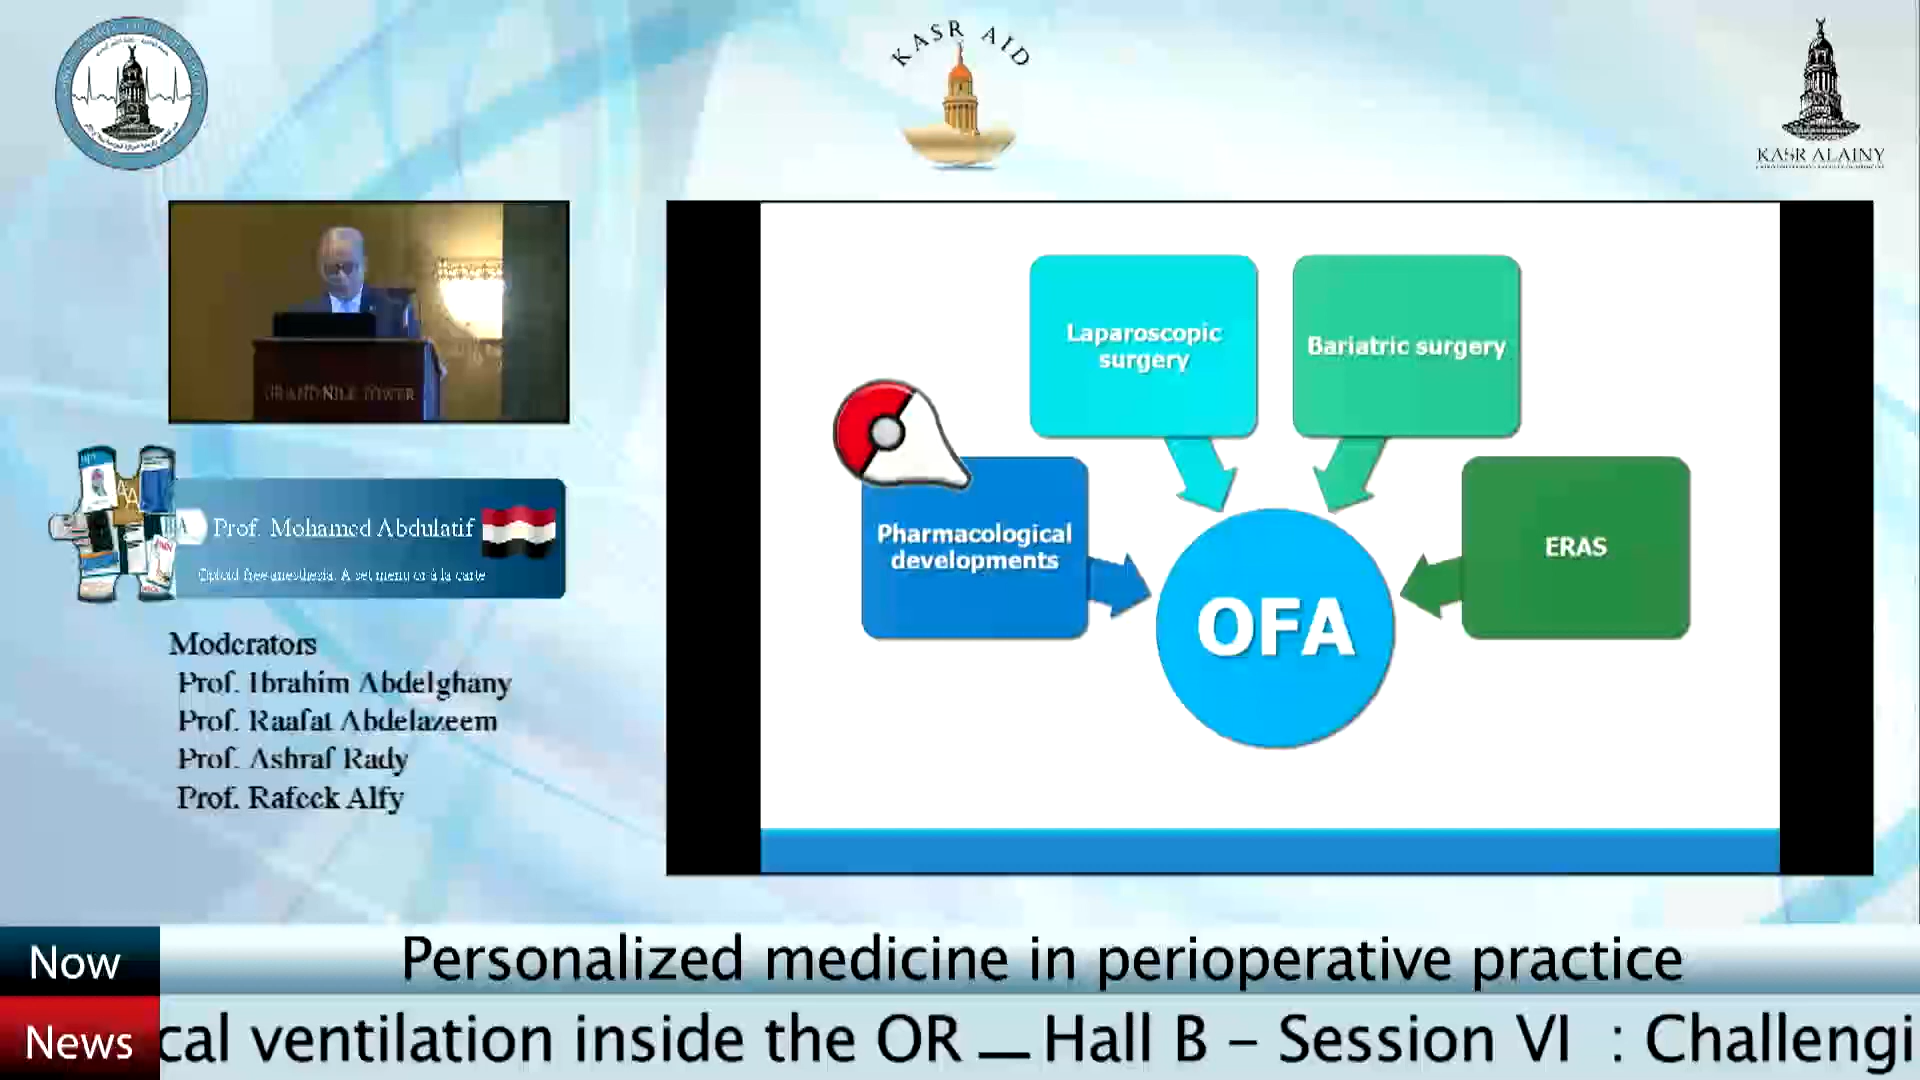 KASR AID
KASR ALAINY
GRAND NILE TOWER
Prof. Mohamed Abdulatif
Opioid free anesthesia. A set menu or à la carte
Moderators
Prof. Ibrahim Abdelghany
Prof. Raafat Abdelazeem
Prof. Ashraf Rady
Prof. Rafeek Alfy
Laparoscopic
surgery
Bariatric surgery
Pharmacological
developments
ERAS
OFA
Now
Personalized medicine in perioperative practice
News
cal ventilation inside the OR — Hall B – Session VI : Challengi